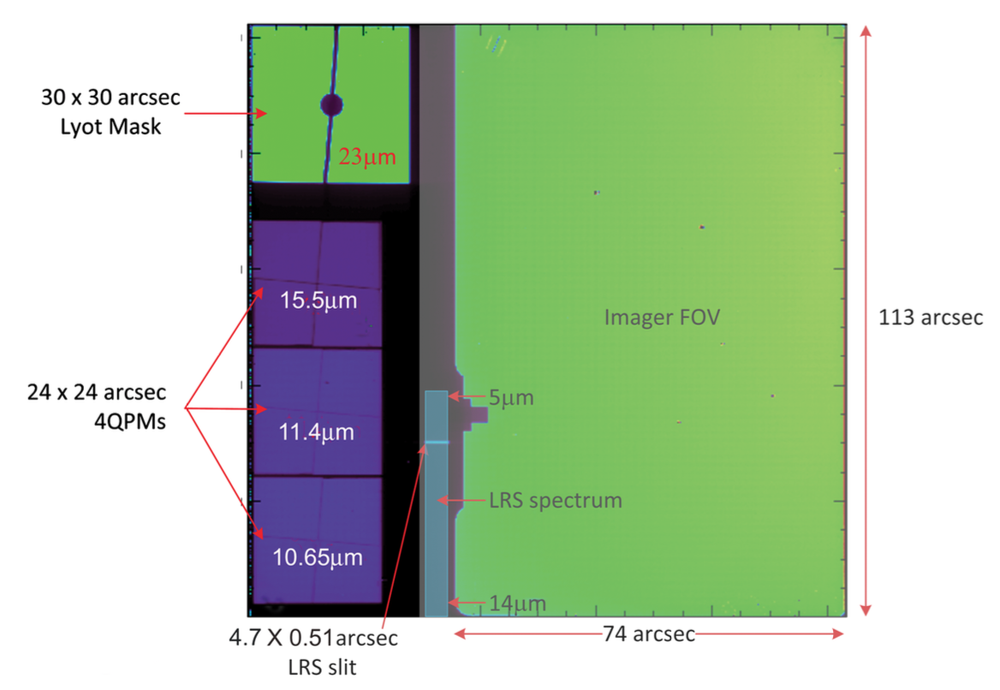 30 x 30 arcsec
Lyot Mask
23μm
15.5μm
Imager FOV
113 arcsec
24 x 24 arcsec
4QPMs
5μm
11.4μm
LRS spectrum
10.65μm
14μm
4.7 X 0.51arcsec
LRS slit
74 arcsec